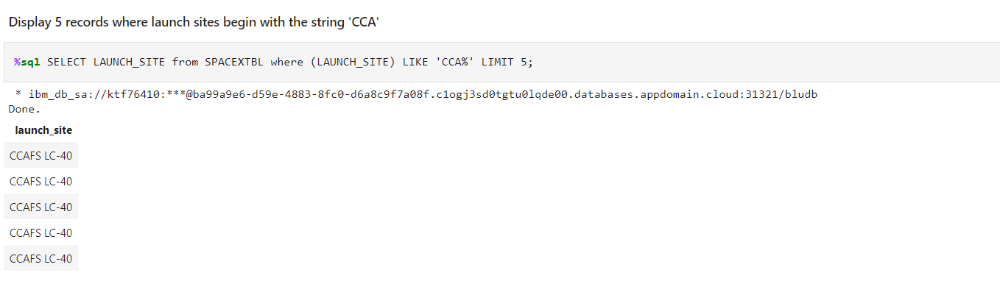 Display 5 records where launch sites begin with the string 'CCA'
%sql SELECT LAUNCH_SITE from SPACEXTBL where (LAUNCH_SITE) LIKE 'CCA%' LIMIT 5;
* ibm_db_sa://ktf76410:***@ba99a9e6-d59e-4883-8fc0-d6a8c9f7a08f.c1ogj3sd0tgtu0lqde00.databases.appdomain.cloud:31321/bludb
Done.
launch_site
CCAFS LC-40
CCAFS LC-40
CCAFS LC-40
CCAFS LC-40
CCAFS LC-40